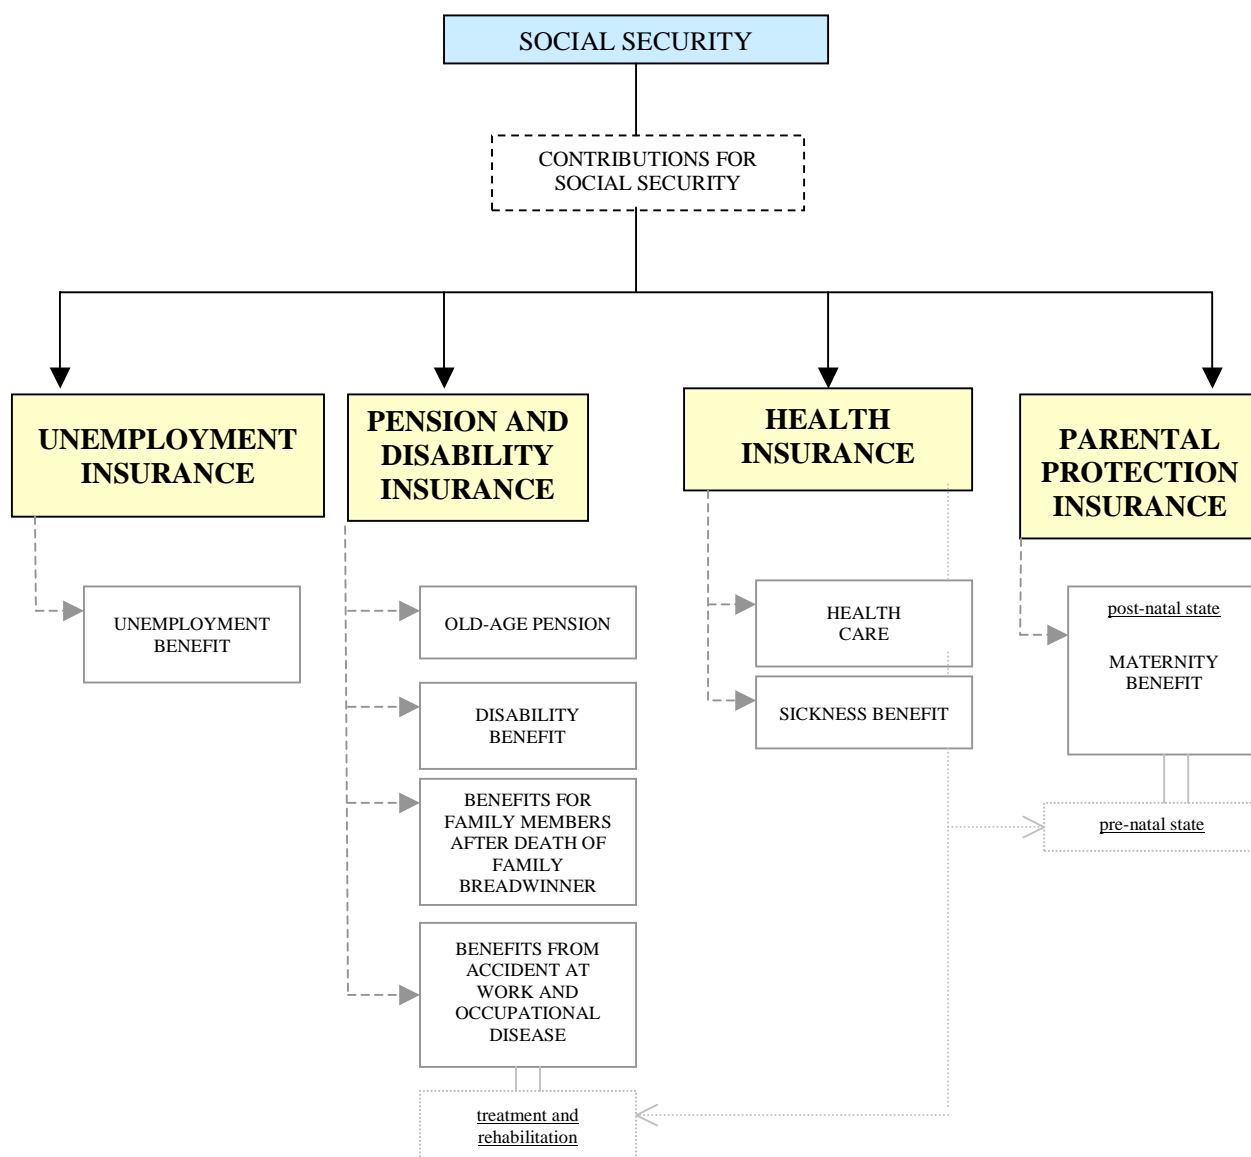 SOCIAL SECURITY
CONTRIBUTIONS FOR
SOCIAL SECURITY
UNEMPLOYMENT
INSURANCE
PENSION AND
DISABILITY
INSURANCE
HEALTH
INSURANCE
PARENTAL
PROTECTION
INSURANCE
UNEMPLOYMENT
BENEFIT
OLD-AGE PENSION
DISABILITY
BENEFIT
BENEFITS FOR
FAMILY MEMBERS
AFTER DEATH OF
FAMILY
BREADWINNER
BENEFITS FROM
ACCIDENT AT
WORK AND
OCCUPATIONAL
DISEASE
treatment and
rehabilitation
HEALTH
CARE
SICKNESS BENEFIT
post-natal state
MATERNITY
BENEFIT
pre-natal state